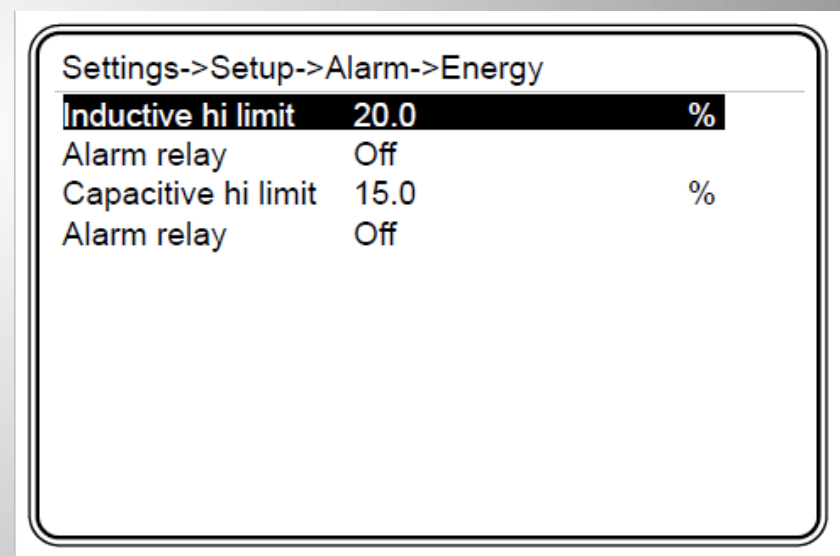 Settings->Setup->Alarm->Energy
Inductive hi limit 20.0 %
Alarm relay Off
Capacitive hi limit 15.0 %
Alarm relay Off